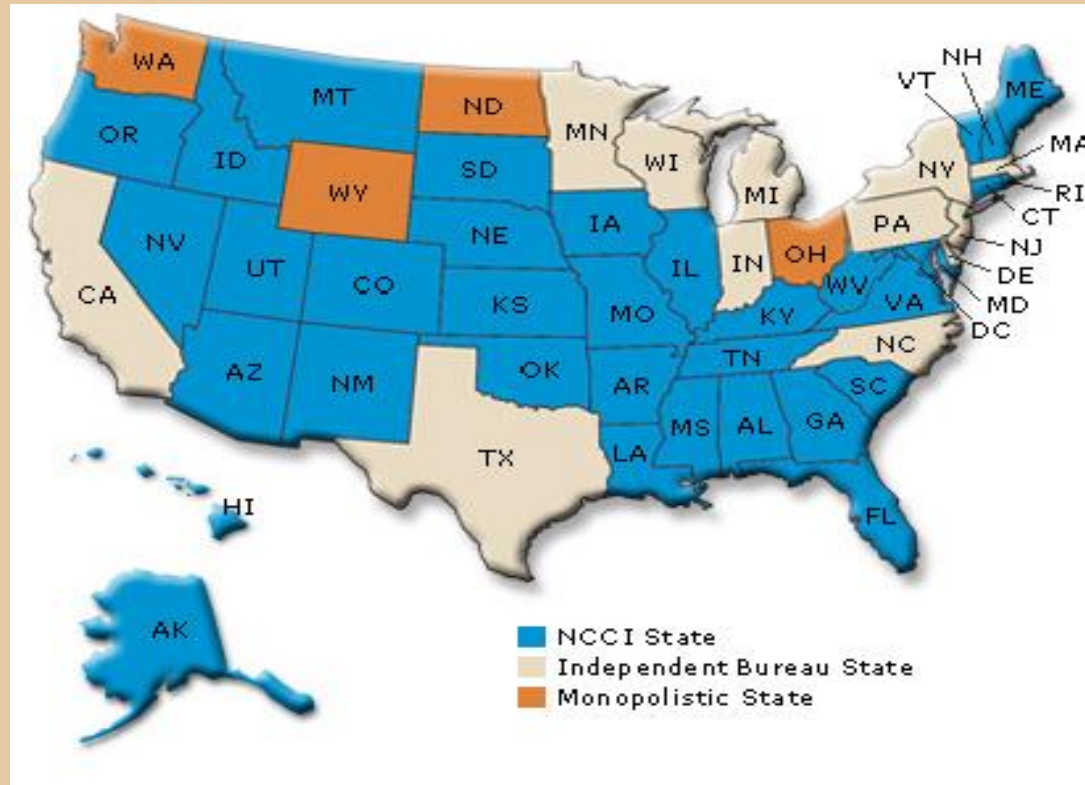 WA
MT
ND
MN
VT
NH
ME
OR
ID
WY
SD
WI
MI
NY
MA
RI
CT
NV
UT
CO
NE
IA
IL
IN
OH
PA
NJ
DE
MD
DC
CA
KS
MO
KY
WV
VA
AZ
NM
OK
AR
TN
NC
SC
TX
LA
MS
AL
GA
FL
HI
AK
NCCI State
Independent Bureau State
Monopolistic State